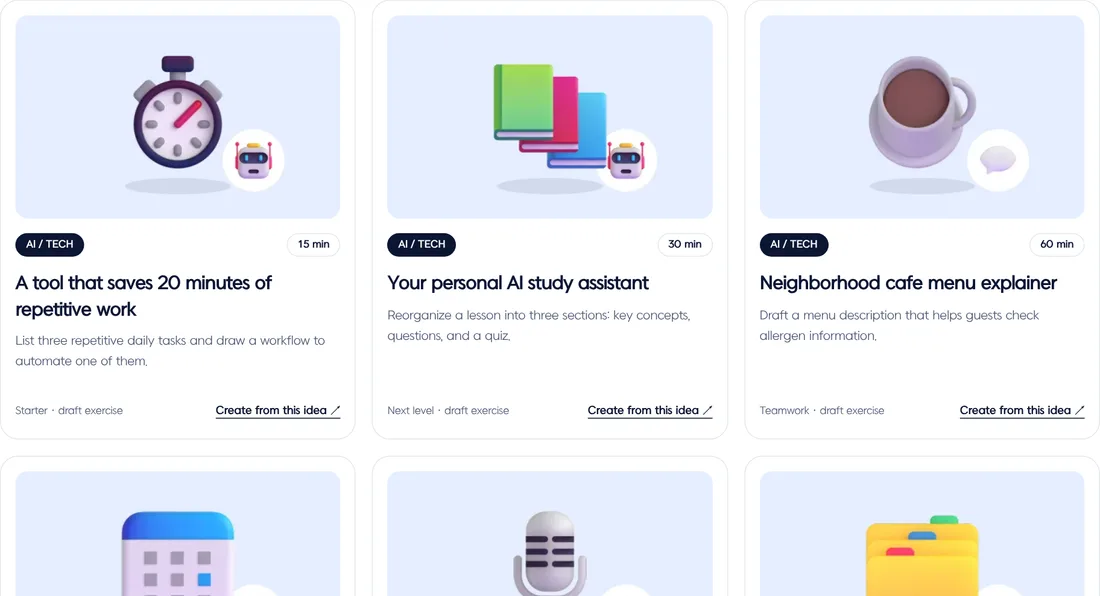 AI / TECH
15 min
A tool that saves 20 minutes of
repetitive work
List three repetitive daily tasks and draw a workflow to
automate one of them.
Starter · draft exercise
Create from this idea ↗
AI / TECH
30 min
Your personal AI study assistant
Reorganize a lesson into three sections: key concepts,
questions, and a quiz.
Next level · draft exercise
Create from this idea ↗
AI / TECH
60 min
Neighborhood cafe menu explainer
Draft a menu description that helps guests check
allergen information.
Teamwork · draft exercise
Create from this idea ↗